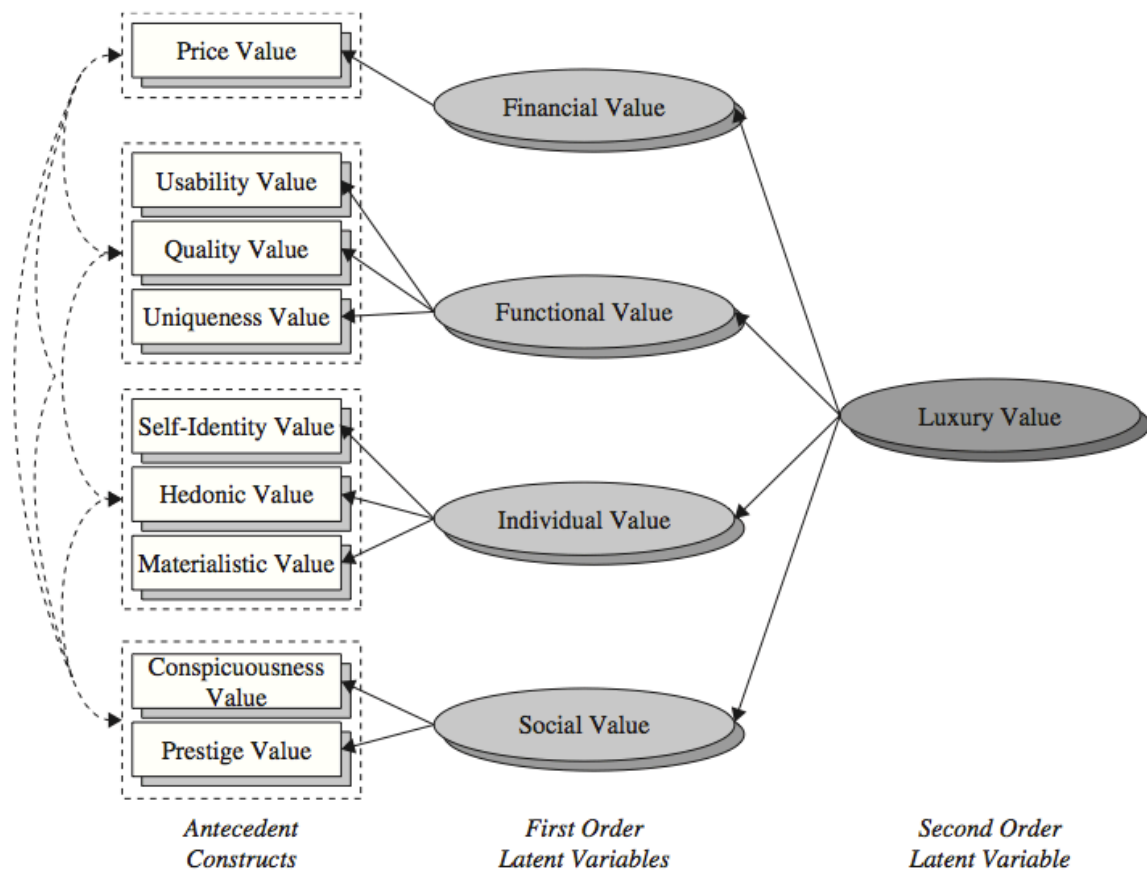 Price Value
Financial Value
Usability Value
Quality Value
Uniqueness Value
Functional Value
Self-Identity Value
Hedonic Value
Materialistic Value
Individual Value
Luxury Value
Conspicuousness
Value
Prestige Value
Social Value
Antecedent
Constructs
First Order
Latent Variables
Second Order
Latent Variable